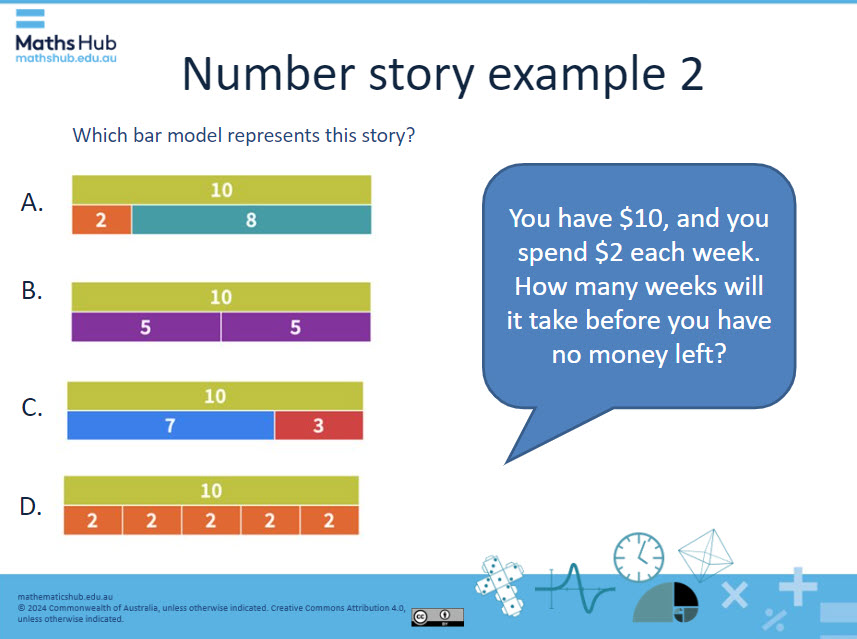 Maths Hub
mathshub.edu.au
Number story example 2
Which bar model represents this story?
A.
10
2 8
B.
10
5 5
C.
10
7 3
D.
10
2 2 2 2 2
You have $10, and you
spend $2 each week.
How many weeks will
it take before you have
no money left?
mathematicshub.edu.au
© 2024 Commonwealth of Australia, unless otherwise indicated. Creative Commons Attribution 4.0,
unless otherwise indicated.
cc
BY